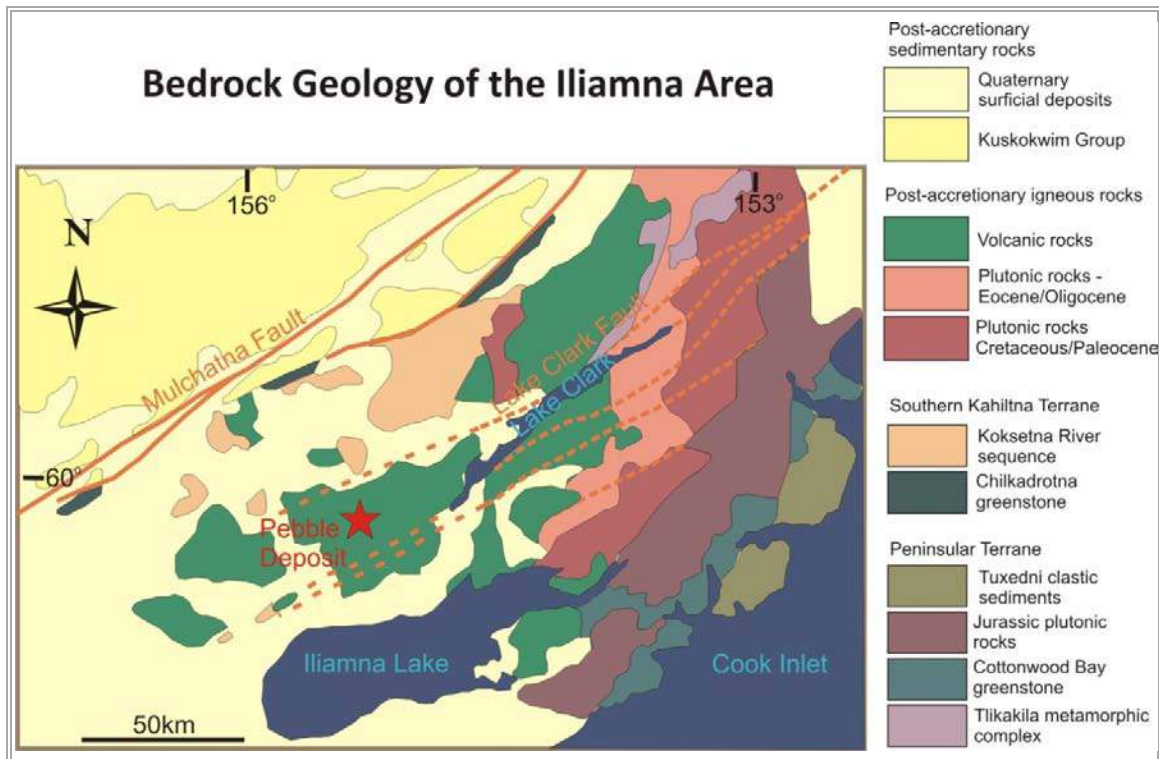 Bedrock Geology of the Iliamna Area
156°
153°
N
60°
Mulchatha Fault
Lake Clark Fault
Lake Clark
Pebble
Deposit
Iliamna Lake
Cook Inlet
50km
Post-accretionary
sedimentary rocks
Quaternary
surficial deposits
Kuskokwim Group
Post-accretionary igneous rocks
Volcanic rocks
Plutonic rocks -
Eocene/Oligocene
Plutonic rocks
Cretaceous/Paleocene
Southern Kahiltna Terrane
Koksetna River
sequence
Chilkadrotna
greenstone
Peninsular Terrane
Tuxedni clastic
sediments
Jurassic plutonic
rocks
Cottonwood Bay
greenstone
Tlikakila metamorphic
complex